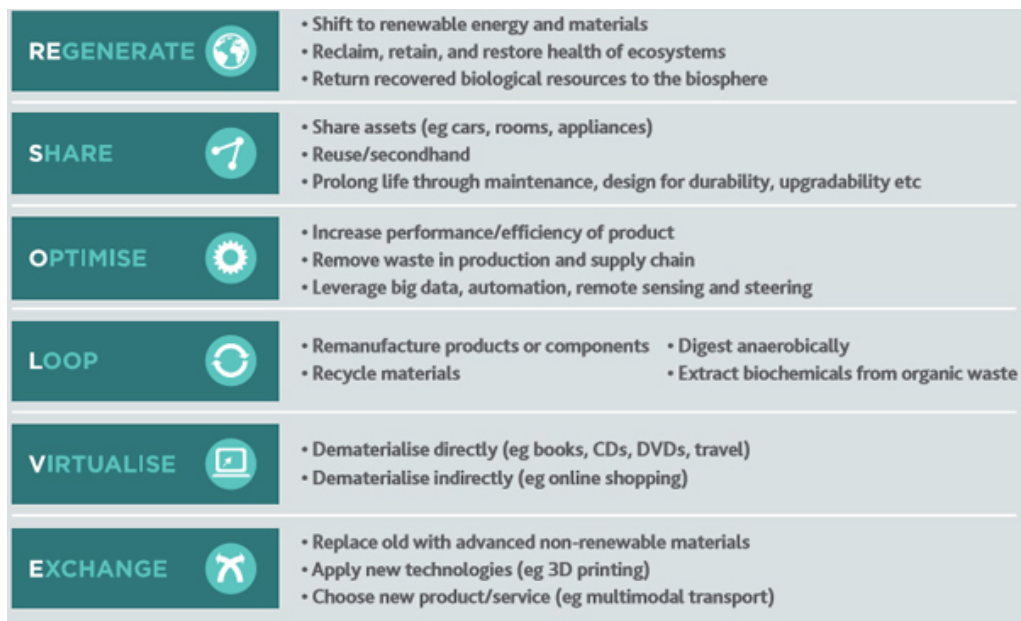 REGENERATE
• Shift to renewable energy and materials
• Reclaim, retain, and restore health of ecosystems
• Return recovered biological resources to the biosphere
SHARE
• Share assets (eg cars, rooms, appliances)
• Reuse/secondhand
• Prolong life through maintenance, design for durability, upgradability etc
OPTIMISE
• Increase performance/efficiency of product
• Remove waste in production and supply chain
• Leverage big data, automation, remote sensing and steering
LOOP
• Remanufacture products or components • Digest anaerobically
• Recycle materials • Extract biochemicals from organic waste
VIRTUALISE
• Dematerialise directly (eg books, CDs, DVDs, travel)
• Dematerialise indirectly (eg online shopping)
EXCHANGE
• Replace old with advanced non-renewable materials
• Apply new technologies (eg 3D printing)
• Choose new product/service (eg multimodal transport)